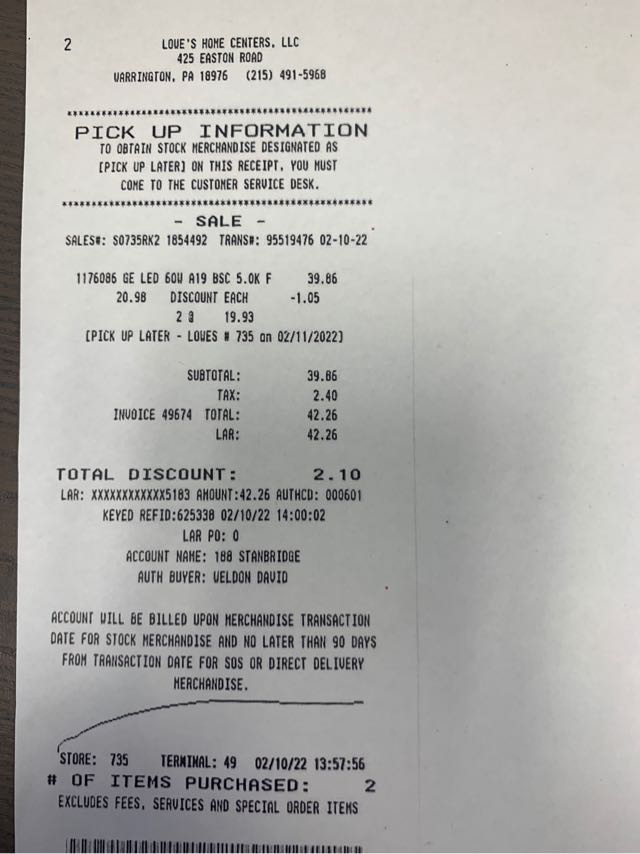 2
LOWE'S HOME CENTERS, LLC
425 EASTON ROAD
WARRINGTON, PA 18976 (215) 491-5968
******************************************************
PICK UP INFORMATION
TO OBTAIN STOCK MERCHANDISE DESIGNATED AS
[PICK UP LATER] ON THIS RECEIPT, YOU MUST
COME TO THE CUSTOMER SERVICE DESK.
******************************************************
- SALE -
SALES#: S0735RK2 1854492 TRANS#: 95519476 02-10-22
1176086 GE LED 60W A19 BSC 5.0K F 39.86
20.98 DISCOUNT EACH -1.05
2 @ 19.93
[PICK UP LATER - LOWES # 735 on 02/11/2022]
SUBTOTAL: 39.86
TAX: 2.40
INVOICE 49674 TOTAL: 42.26
LAR: 42.26
TOTAL DISCOUNT: 2.10
LAR: XXXXXXXXXXXX5183 AMOUNT:42.26 AUTHCD: 000601
KEYED REFID:625338 02/10/22 14:00:02
LAR PO: 0
ACCOUNT NAME: 188 STANBRIDGE
AUTH BUYER: WELDON DAVID
ACCOUNT WILL BE BILLED UPON MERCHANDISE TRANSACTION
DATE FOR STOCK MERCHANDISE AND NO LATER THAN 90 DAYS
FROM TRANSACTION DATE FOR SOS OR DIRECT DELIVERY
MERCHANDISE.
STORE: 735 TERMINAL: 49 02/10/22 13:57:56
# OF ITEMS PURCHASED: 2
EXCLUDES FEES, SERVICES AND SPECIAL ORDER ITEMS